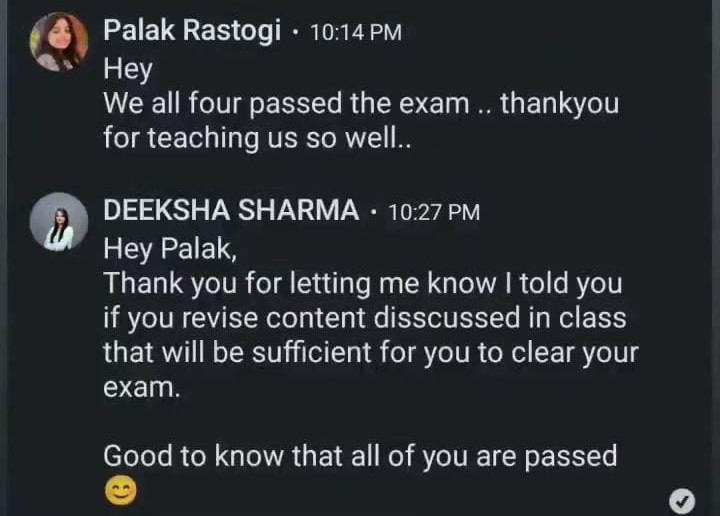 Palak Rastogi · 10:14 PM
Hey
We all four passed the exam .. thankyou
for teaching us so well..
DEEKSHA SHARMA · 10:27 PM
Hey Palak,
Thank you for letting me know I told you
if you revise content disscussed in class
that will be sufficient for you to clear your
exam.
Good to know that all of you are passed
😊